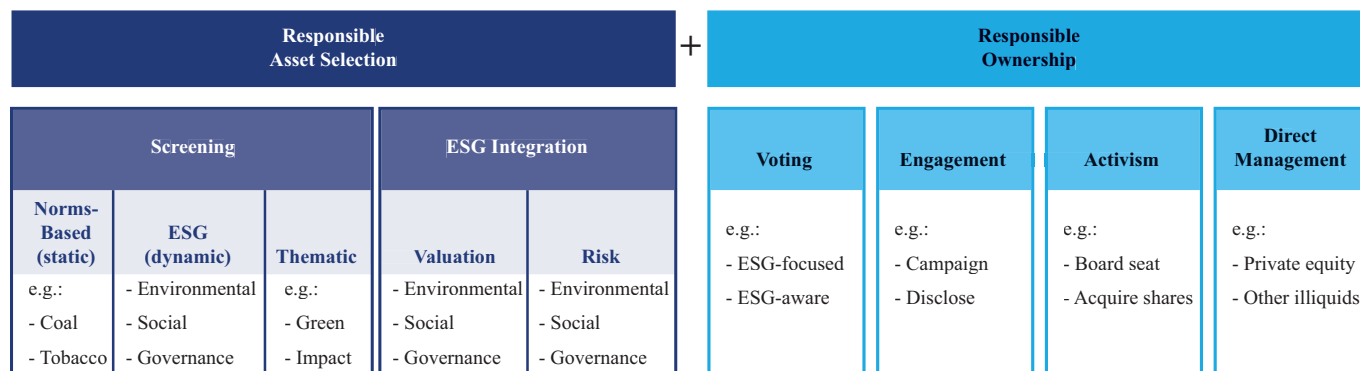 Responsible
Asset Selection
+
Responsible
Ownership
Screening
ESG Integration
Voting
Engagement
Activism
Direct
Management
Norms-
Based
(static)
ESG
(dynamic)
Thematic
Valuation
Risk
e.g.:
- Coal
- Tobacco
- Environmental
- Social
- Governance
e.g.:
- Green
- Impact
- Environmental
- Social
- Governance
- Environmental
- Social
- Governance
e.g.:
- ESG-focused
- ESG-aware
e.g.:
- Campaign
- Disclose
e.g.:
- Board seat
- Acquire shares
e.g.:
- Private equity
- Other illiquids